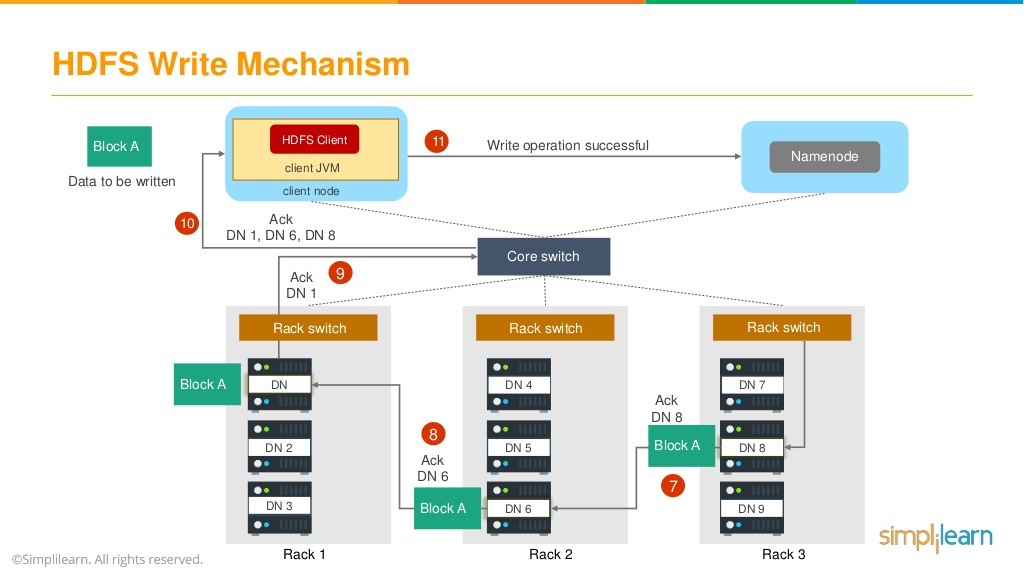 HDFS Write Mechanism
Block A
Data to be written
HDFS Client
client JVM
client node
11
Write operation successful
Namenode
10
Ack
DN 1, DN 6, DN 8
Core switch
9
Ack
DN 1
Rack switch
Rack switch
Rack switch
Block A
DN
DN 2
DN 3
DN 4
DN 5
DN 6
8
Ack
DN 6
Block A
Ack
DN 8
Block A
7
DN 7
DN 8
DN 9
Rack 1
Rack 2
Rack 3
simplilearn
©Simplilearn. All rights reserved.